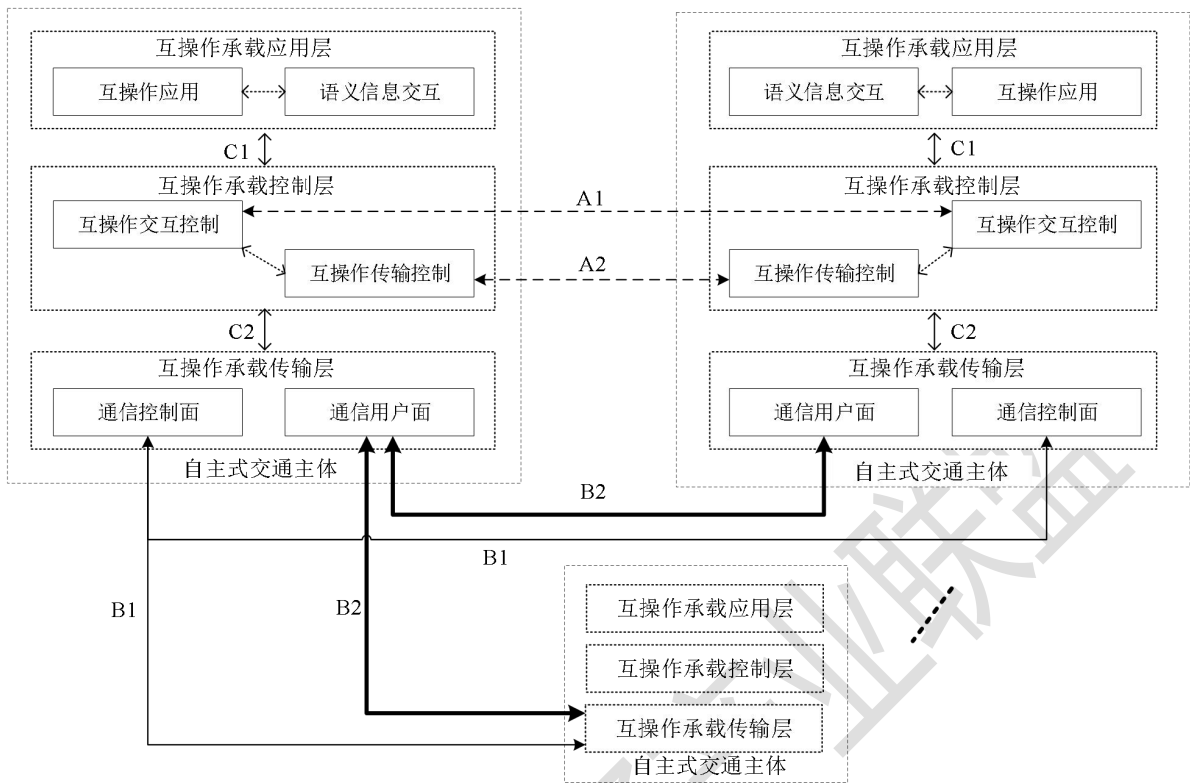 互操作承载应用层
互操作应用
语义信息交互
C1
互操作承载控制层
互操作交互控制
互操作传输控制
C2
互操作承载传输层
通信控制面
通信用户面
自主式交通主体
互操作承载应用层
语义信息交互
互操作应用
C1
互操作承载控制层
互操作交互控制
互操作传输控制
C2
互操作承载传输层
通信用户面
通信控制面
自主式交通主体
A1
A2
B2
B1
B1
B2
互操作承载应用层
互操作承载控制层
互操作承载传输层
自主式交通主体
业联盟